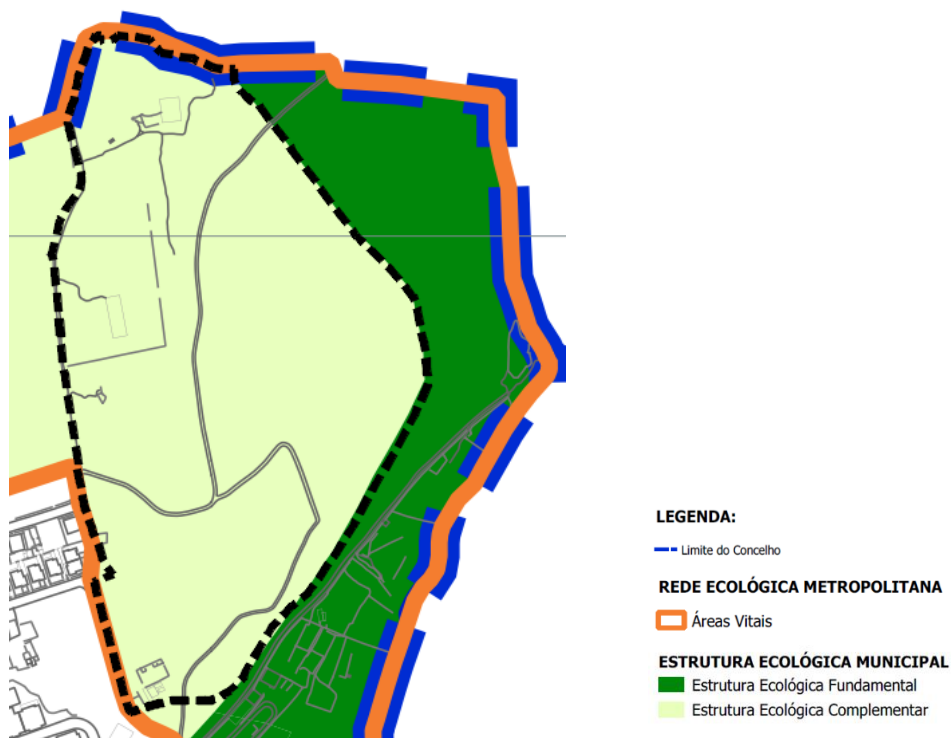 LEGENDA:
Limite do Concelho
REDE ECOLÓGICA METROPOLITANA
Áreas Vitais
ESTRUTURA ECOLÓGICA MUNICIPAL
Estrutura Ecológica Fundamental
Estrutura Ecológica Complementar